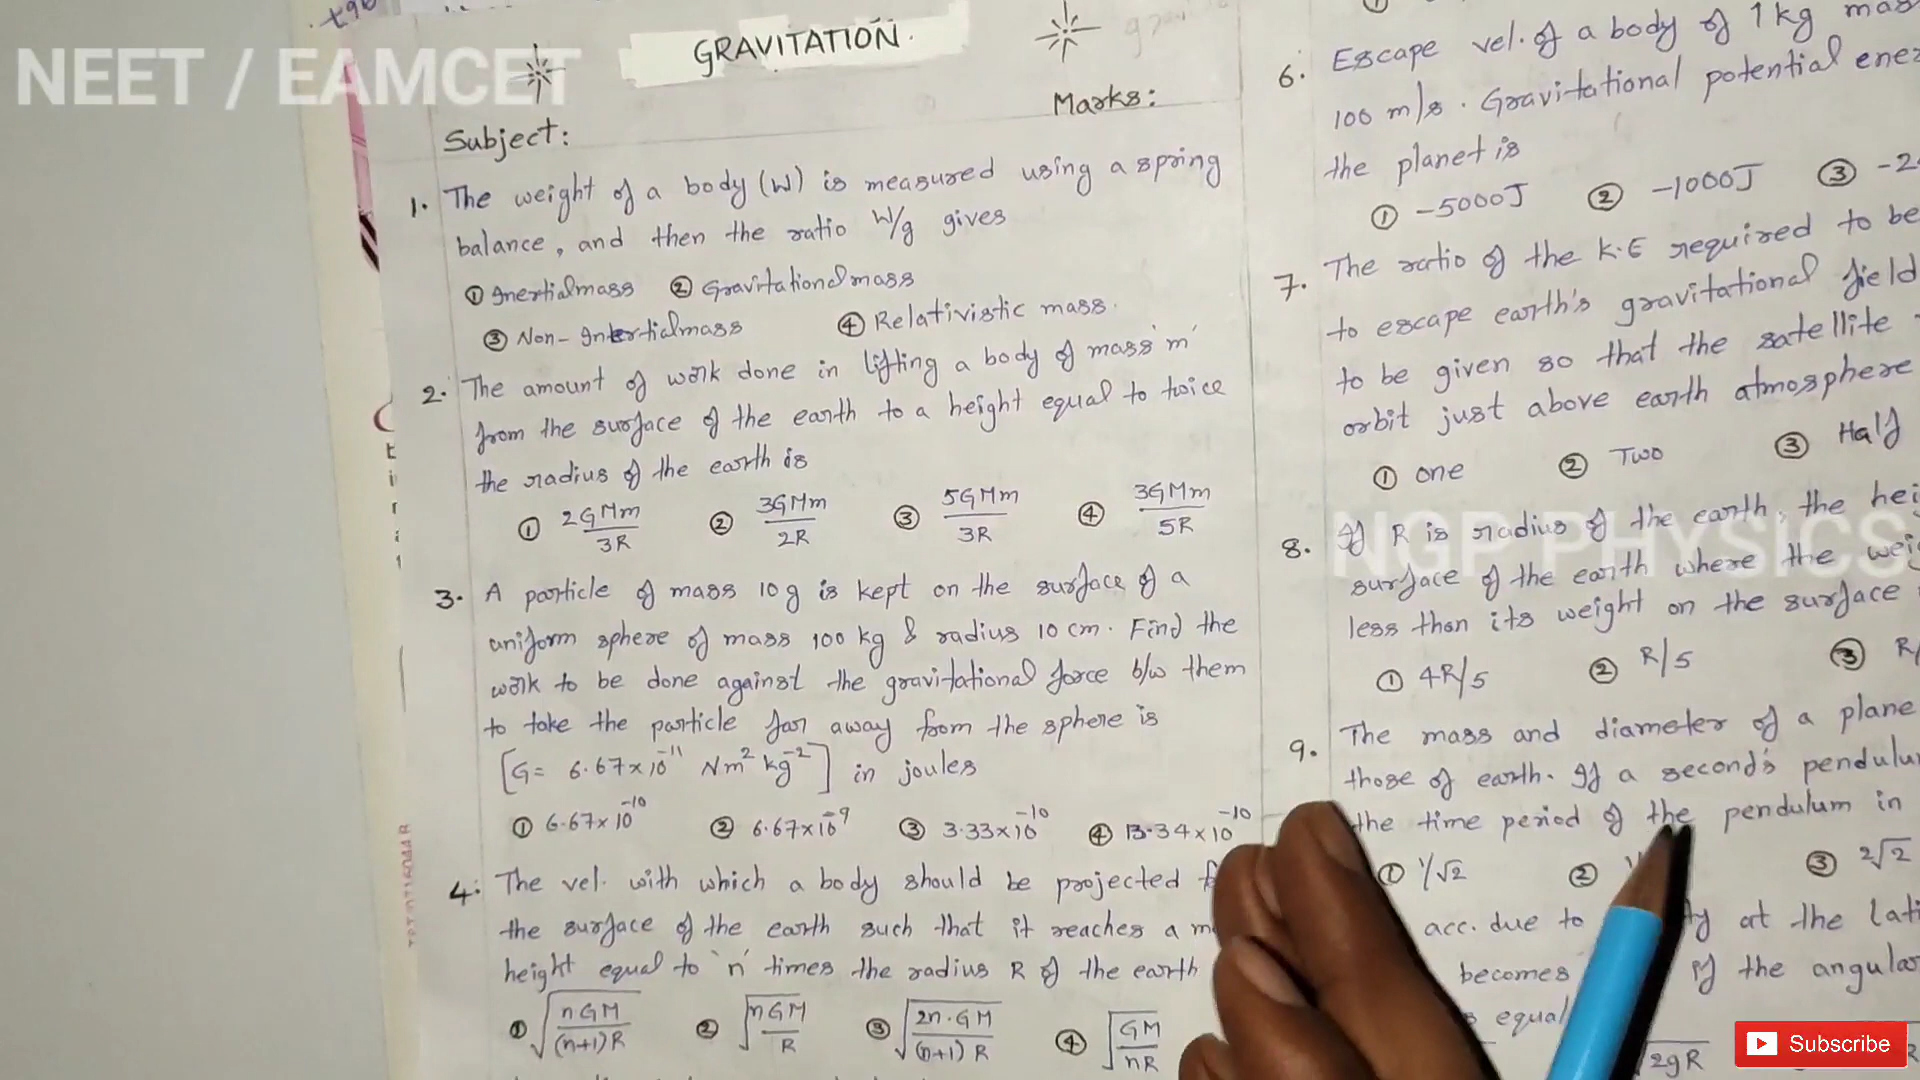 NEET / EAMCET
GRAVITATION.
Marks:
Subject:
1. The weight of a body (W) is measured using a spring
balance, and then the ratio W/g gives
① Inertialmass ② Gravitationalmass
③ Non-Inertialmass ④ Relativistic mass.
2. The amount of work done in lifting a body of mass 'm'
from the surface of the earth to a height equal to twice
the radius of the earth is
① 2GMm/3R ② 3GMm/2R ③ 5GMm/3R ④ 3GMm/5R
3. A particle of mass 10g is kept on the surface of a
uniform sphere of mass 100 kg & radius 10 cm. Find the
work to be done against the gravitational force b/w them
to take the particle far away from the sphere is
[G = 6.67×10⁻¹¹ Nm² kg⁻²] in joules
① 6.67×10⁻¹⁰ ② 6.67×10⁻⁹ ③ 3.33×10⁻¹⁰ ④ 13.34×10⁻¹⁰
4. The vel. with which a body should be projected
the surface of the earth such that it reaches a
height equal to 'n' times the radius R of the earth
① √(nGM/(n+1)R) ② √(nGM/R) ③ √(2n.GM/(n+1)R) ④ √(GM/nR)
6. Escape vel. of a body of 1 kg
100 m/s. Gravitational potential
the planet is
① -5000J ② -1000J ③
7. The ratio of the K.E required to be
to escape earth's gravitational field
to be given so that the satellite
orbit just above earth atmosphere
① one ② Two ③ Half
8. If R is radius of the earth, the
surface of the earth where the
less than its weight on the surface
① 4R/5 ② R/5 ③
NGP PHYSICS
9. The mass and diameter of a
those of earth. If a second's
the time period of the pendulum in
① 1/√2 ② ③ 2√2
acc. due to at the
becomes if the angular
√2gR
Subscribe